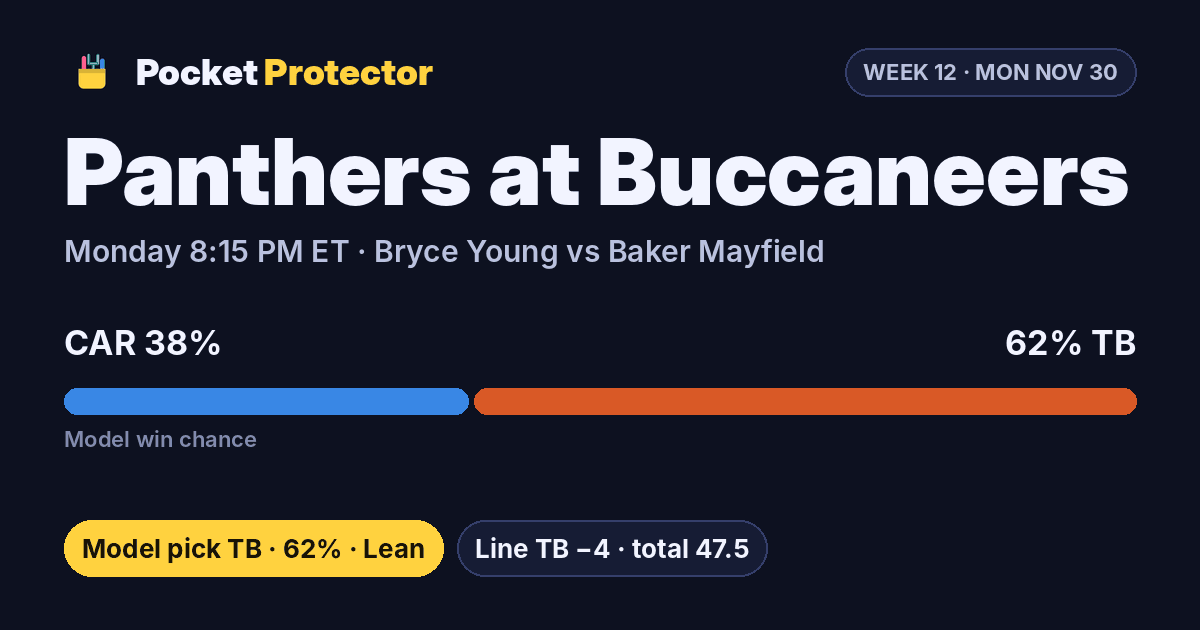 Pocket Protector
WEEK 12 · MON NOV 30
Panthers at Buccaneers
Monday 8:15 PM ET · Bryce Young vs Baker Mayfield
CAR 38%
62% TB
Model win chance
Model pick TB · 62% · Lean
Line TB −4 · total 47.5